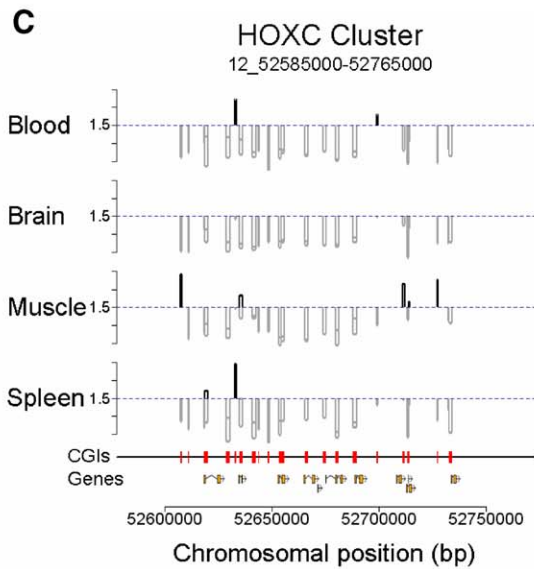 C
HOXC Cluster
12_52585000-52765000
Blood 1.5
Brain 1.5
Muscle 1.5
Spleen 1.5
CGIs
Genes
52600000 52650000 52700000 52750000
Chromosomal position (bp)